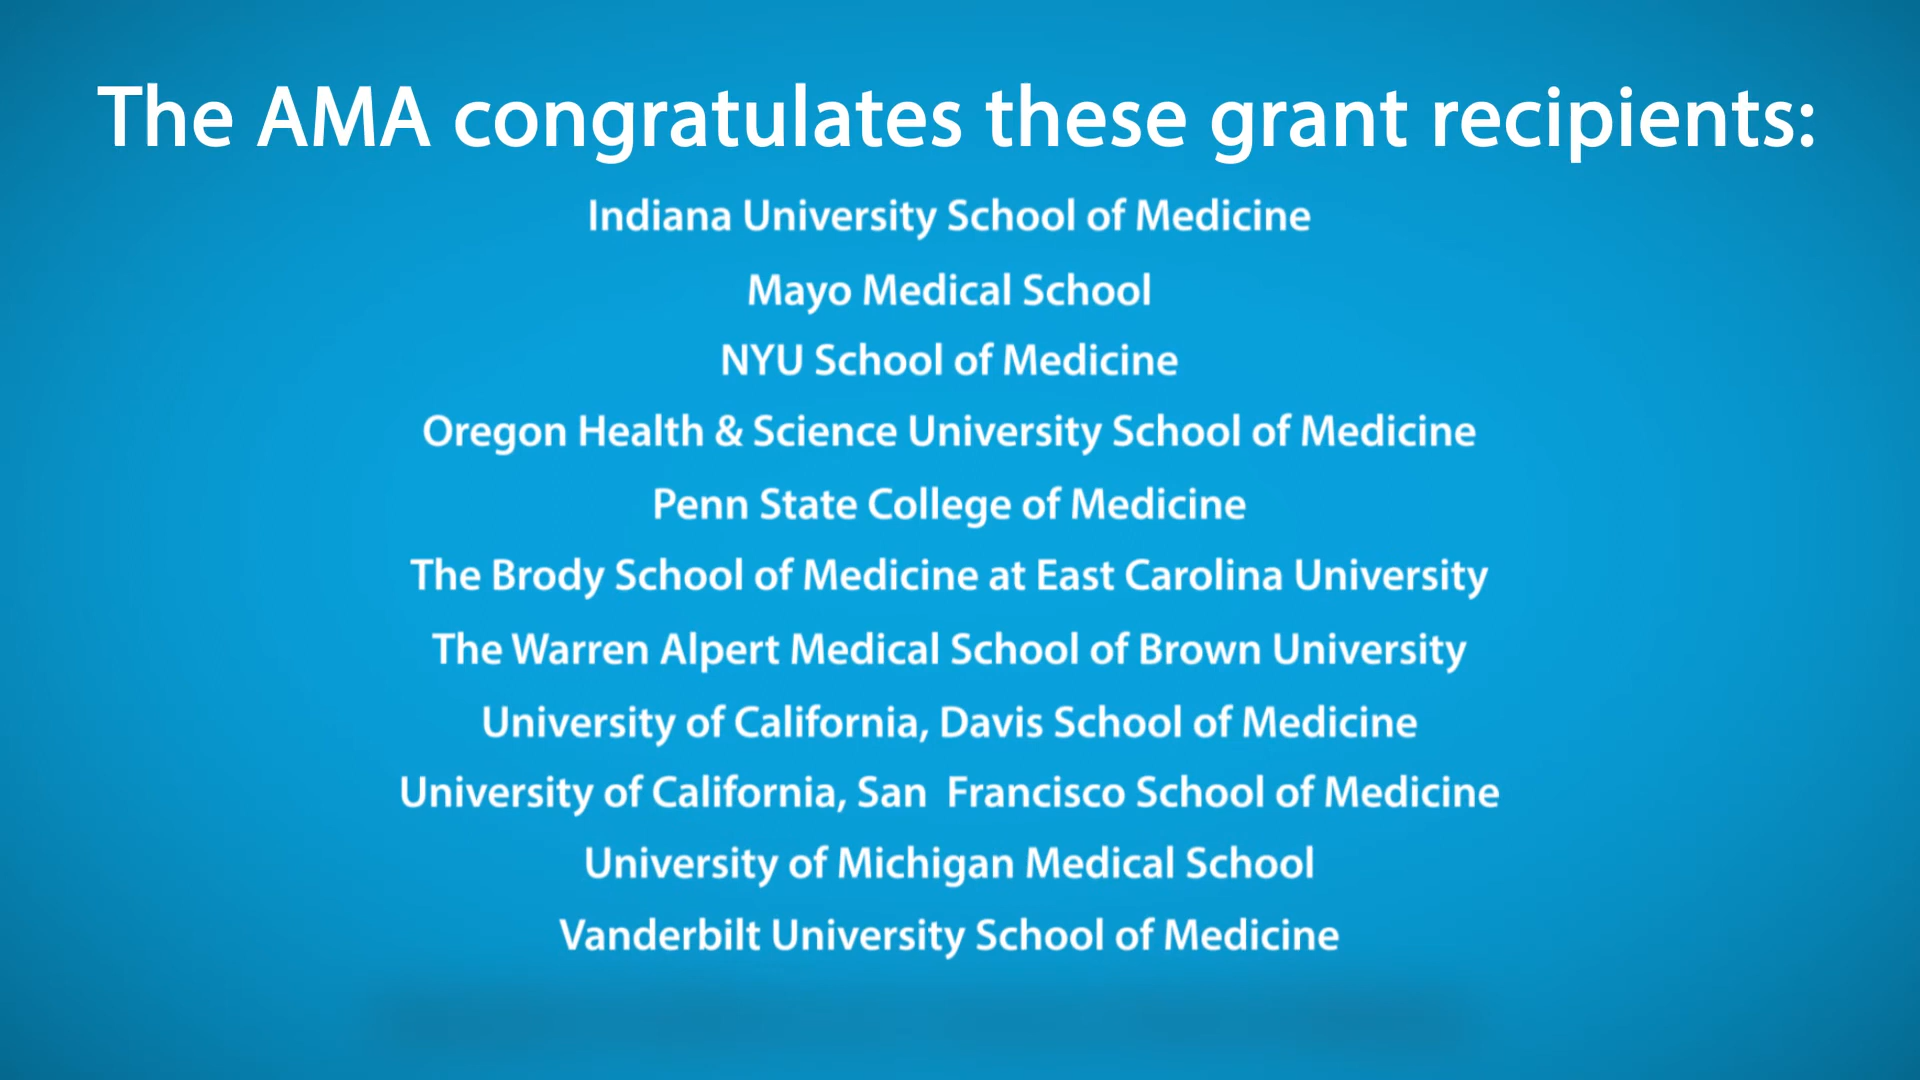 The AMA congratulates these grant recipients:
Indiana University School of Medicine
Mayo Medical School
NYU School of Medicine
Oregon Health & Science University School of Medicine
Penn State College of Medicine
The Brody School of Medicine at East Carolina University
The Warren Alpert Medical School of Brown University
University of California, Davis School of Medicine
University of California, San  Francisco School of Medicine
University of Michigan Medical School
Vanderbilt University School of Medicine